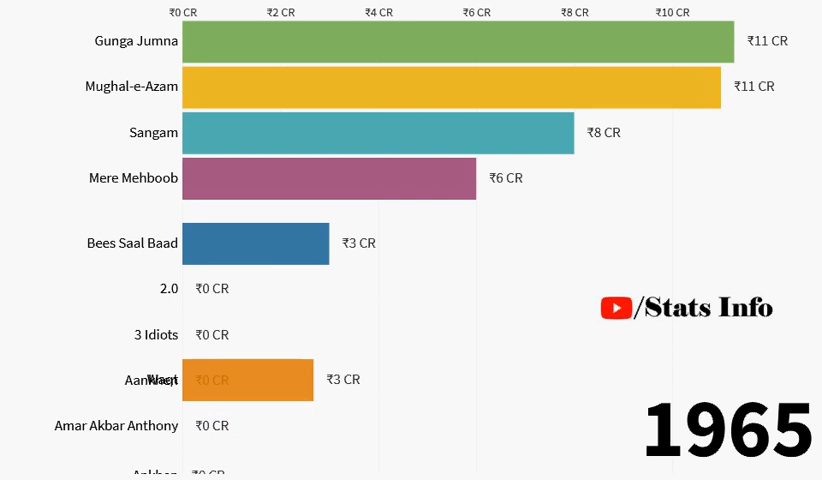 ₹0 CR ₹2 CR ₹4 CR ₹6 CR ₹8 CR ₹10 CR
Gunga Jumna ₹11 CR
Mughal-e-Azam ₹11 CR
Sangam ₹8 CR
Mere Mehboob ₹6 CR
Bees Saal Baad ₹3 CR
2.0 ₹0 CR
3 Idiots ₹0 CR
/Stats Info
₹0 CR ₹3 CR
Amar Akbar Anthony ₹0 CR
1965
₹0 CR